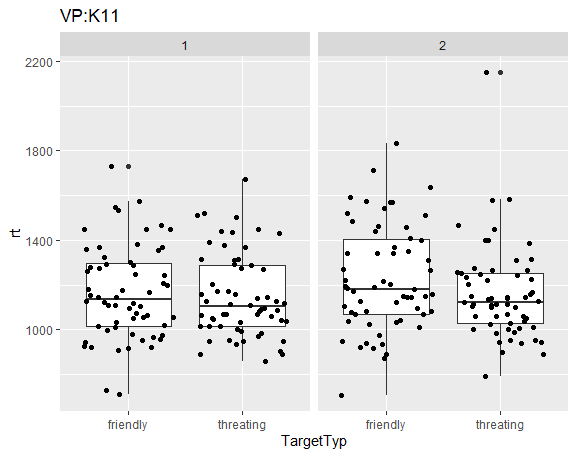 VP:K11
1
2
2200
1800
1400
1000
rt
friendly
threating
friendly
threating
TargetTyp